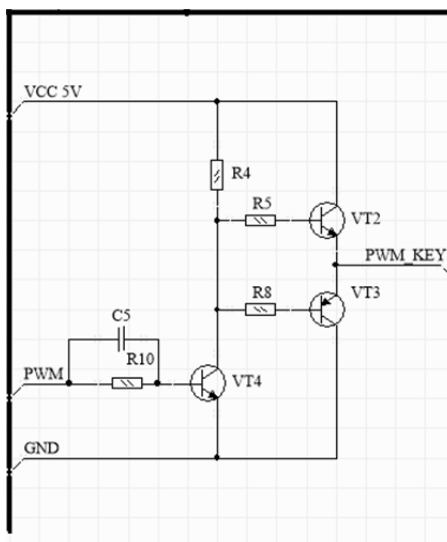 VCC 5V
R4
R5
VT2
PWM_KEY
R8
VT3
C5
R10
PWM
VT4
GND